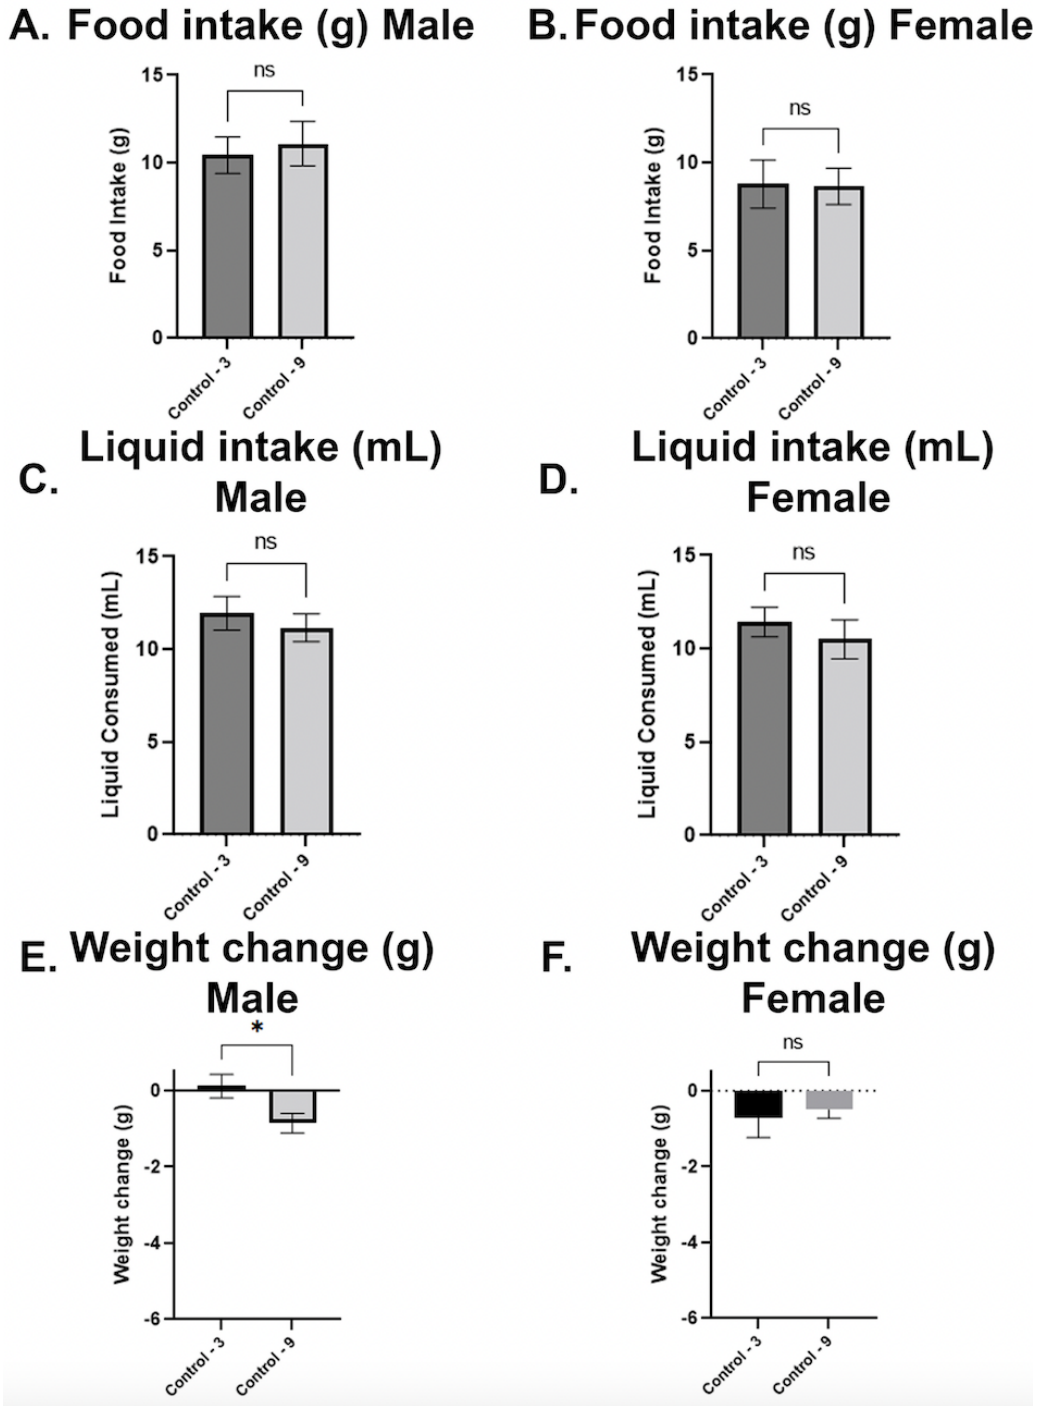 A. Food intake (g) Male
ns
15
10
5
0
Food Intake (g)
Control - 3
Control - 9
B. Food intake (g) Female
ns
15
10
5
0
Food Intake (g)
Control - 3
Control - 9
C. Liquid intake (mL)
Male
ns
15
10
5
0
Liquid Consumed (mL)
Control - 3
Control - 9
D. Liquid intake (mL)
Female
ns
15
10
5
0
Liquid Consumed (mL)
Control - 3
Control - 9
E. Weight change (g)
Male
*
0
-2
-4
-6
Weight change (g)
Control - 3
Control - 9
F. Weight change (g)
Female
ns
0
-2
-4
-6
Weight change (g)
Control - 3
Control - 9